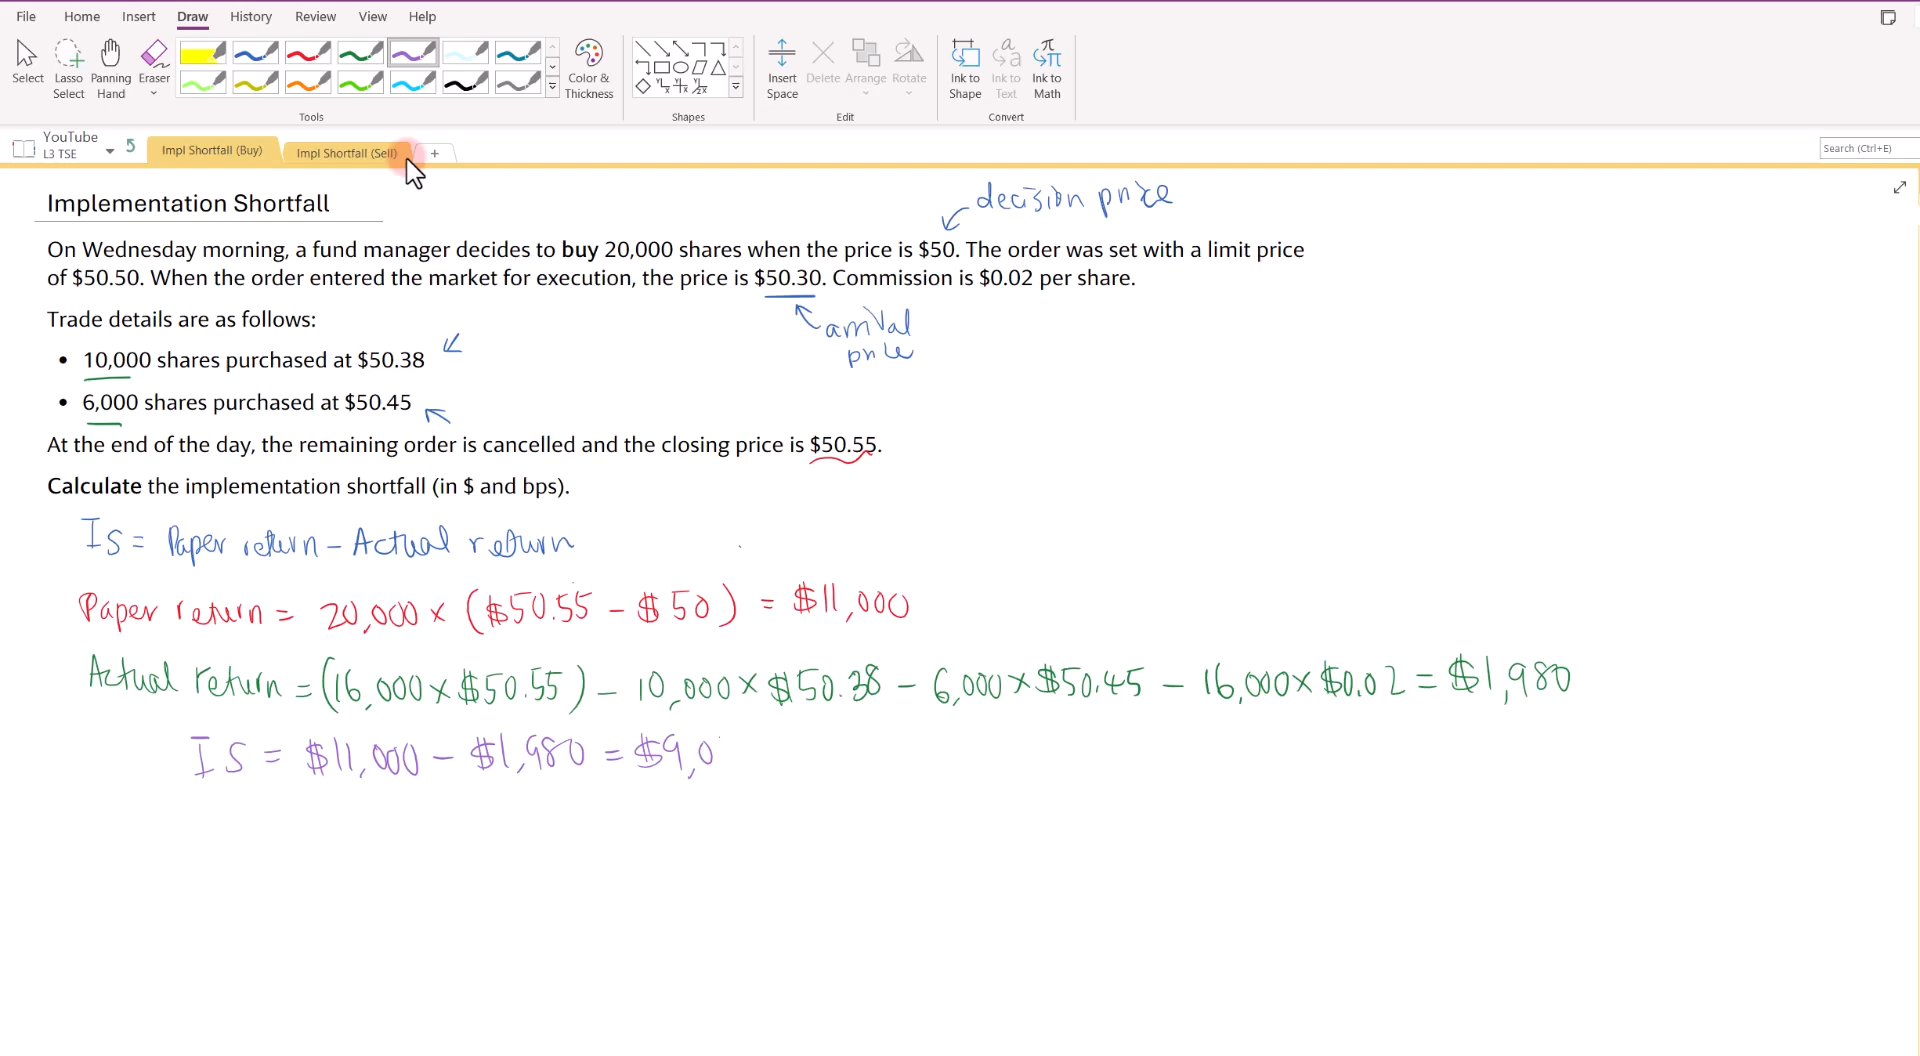 File Home Insert Draw History Review View Help
Select
Lasso Select
Panning Hand
Eraser
Color & Thickness
Insert Space
Delete
Arrange
Rotate
Ink to Shape
Ink to Text
Ink to Math
Tools
Shapes
Edit
Convert
YouTube
L3 TSE
Impl Shortfall (Buy)
Impl Shortfall (Sell)
+
Search (Ctrl+E)
Implementation Shortfall
decision price
On Wednesday morning, a fund manager decides to buy 20,000 shares when the price is $50. The order was set with a limit price
of $50.50. When the order entered the market for execution, the price is $50.30. Commission is $0.02 per share.
Trade details are as follows:
arrival
price
• 10,000 shares purchased at $50.38
• 6,000 shares purchased at $50.45
At the end of the day, the remaining order is cancelled and the closing price is $50.55.
Calculate the implementation shortfall (in $ and bps).
IS = Paper return - Actual return
Paper return = 20,000 × ($50.55 - $50) = $11,000
Actual return = (16,000 × $50.55) - 10,000 × $50.38 - 6,000 × $50.45 - 16,000 × $0.02 = $1,980
IS = $11,000 - $1,980 = $9,0